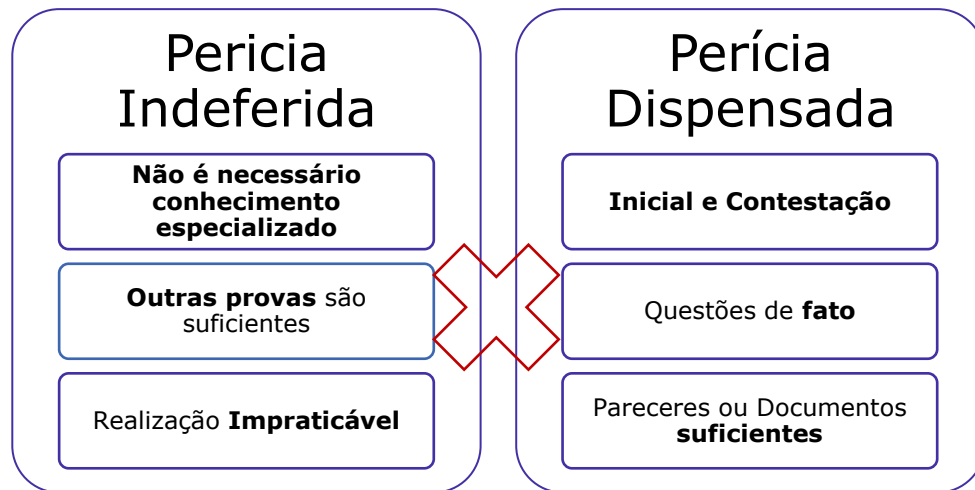 Pericia
Indeferida
Não é necessário
conhecimento
especializado
Outras provas são
suficientes
Realização Impraticável
Perícia
Dispensada
Inicial e Contestação
Questões de fato
Pareceres ou Documentos
suficientes